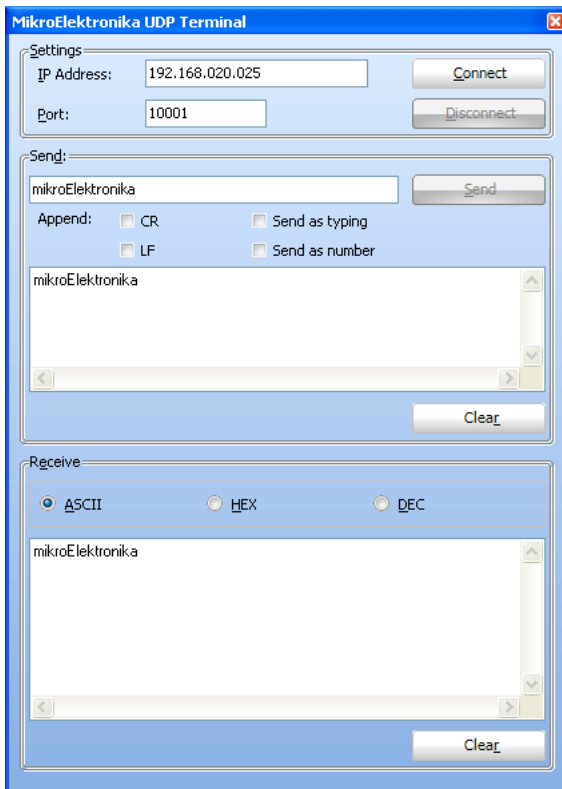 MikroElektronika UDP Terminal
Settings
IP Address: 192.168.020.025 Connect
Port: 10001 Disconnect
Send:
mikroElektronika Send
Append: CR Send as typing
LF Send as number
mikroElektronika
Clear
Receive
ASCII HEX DEC
mikroElektronika
Clear